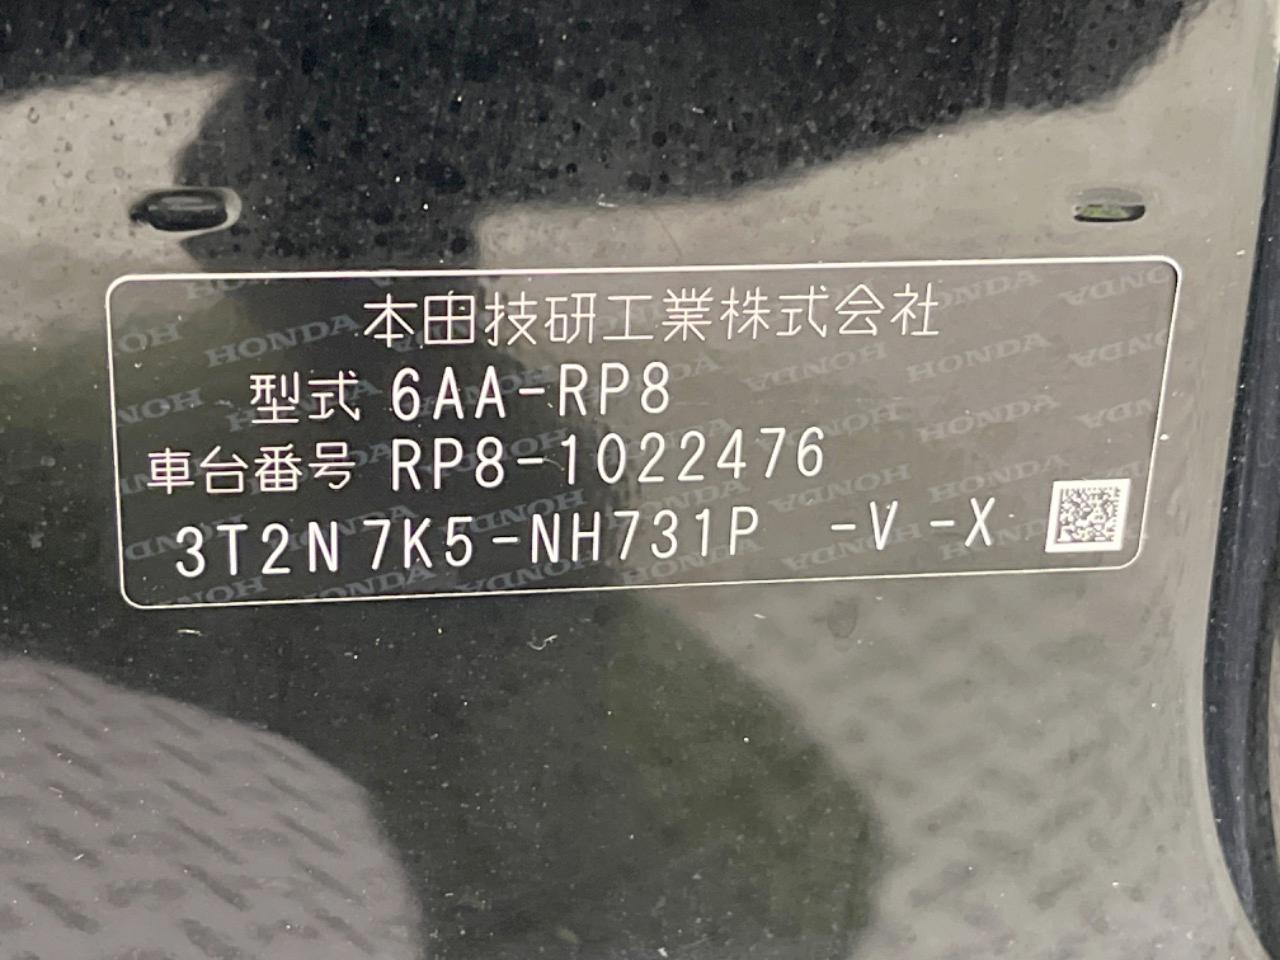 本田技研工業株式会社
型式 6AA-RP8
車台番号 RP8-1022476
3T2N7K5-NH731P -V -X